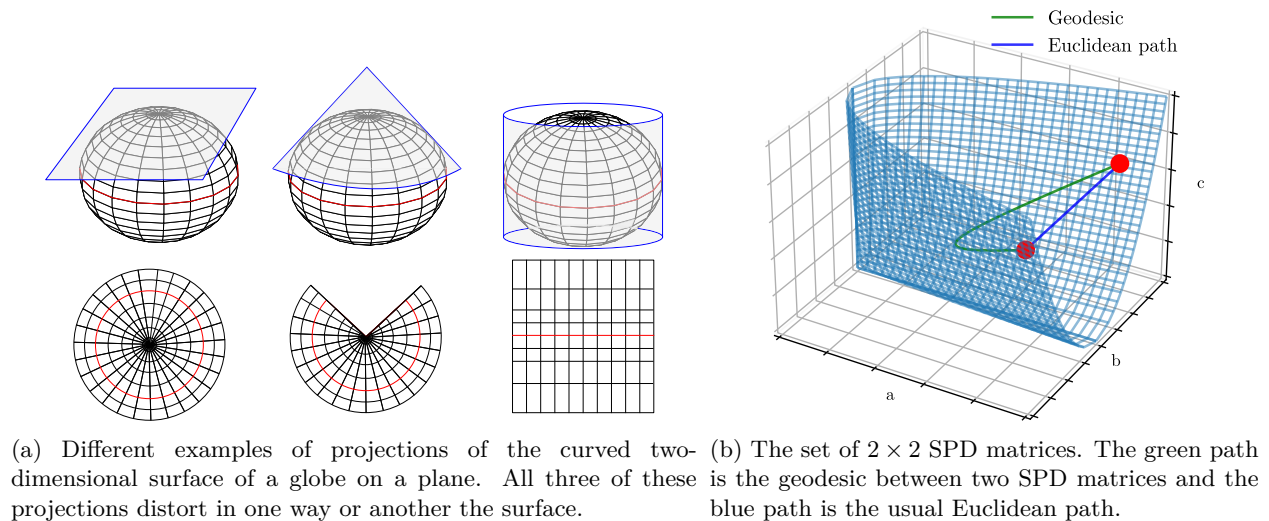 Geodesic
Euclidean path
c
b
a
(a) Different examples of projections of the curved two-
dimensional surface of a globe on a plane. All three of these
projections distort in one way or another the surface.
(b) The set of 2 × 2 SPD matrices. The green path
is the geodesic between two SPD matrices and the
blue path is the usual Euclidean path.